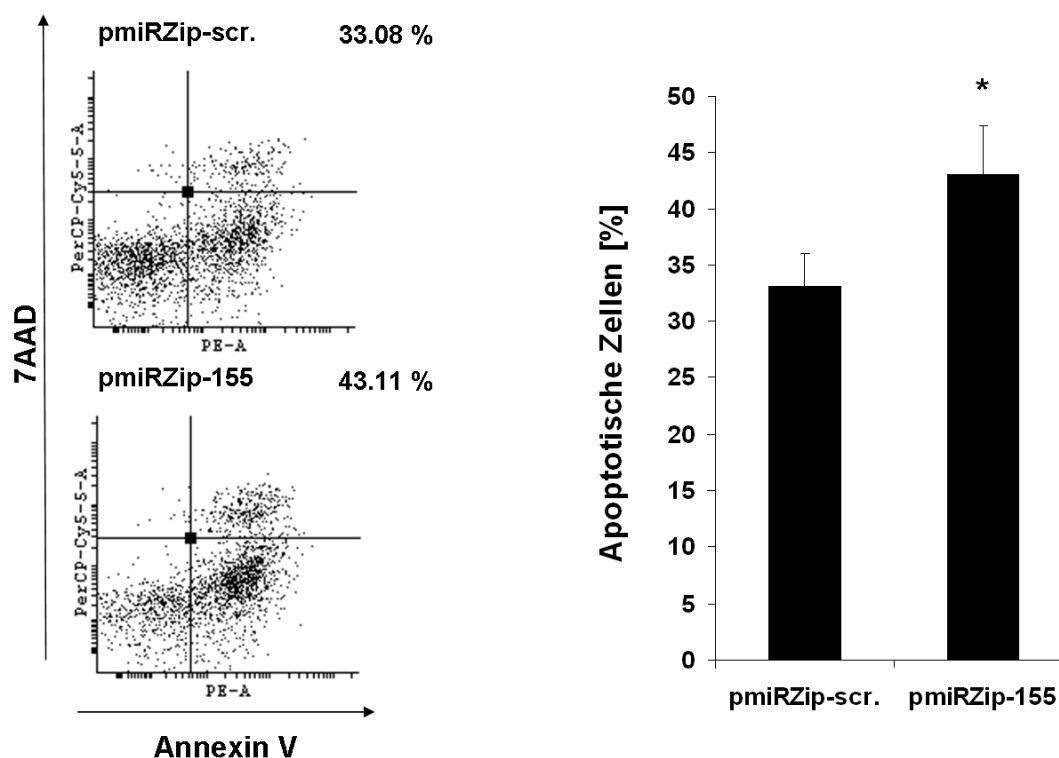 pmiRZip-scr. 33.08 %
PerCP-Cy5-5-A
PE-A
7AAD
pmiRZip-155 43.11 %
PerCP-Cy5-5-A
PE-A
Annexin V
*
Apoptotische Zellen [%]
50
45
40
35
30
25
20
15
10
5
0
pmiRZip-scr. pmiRZip-155